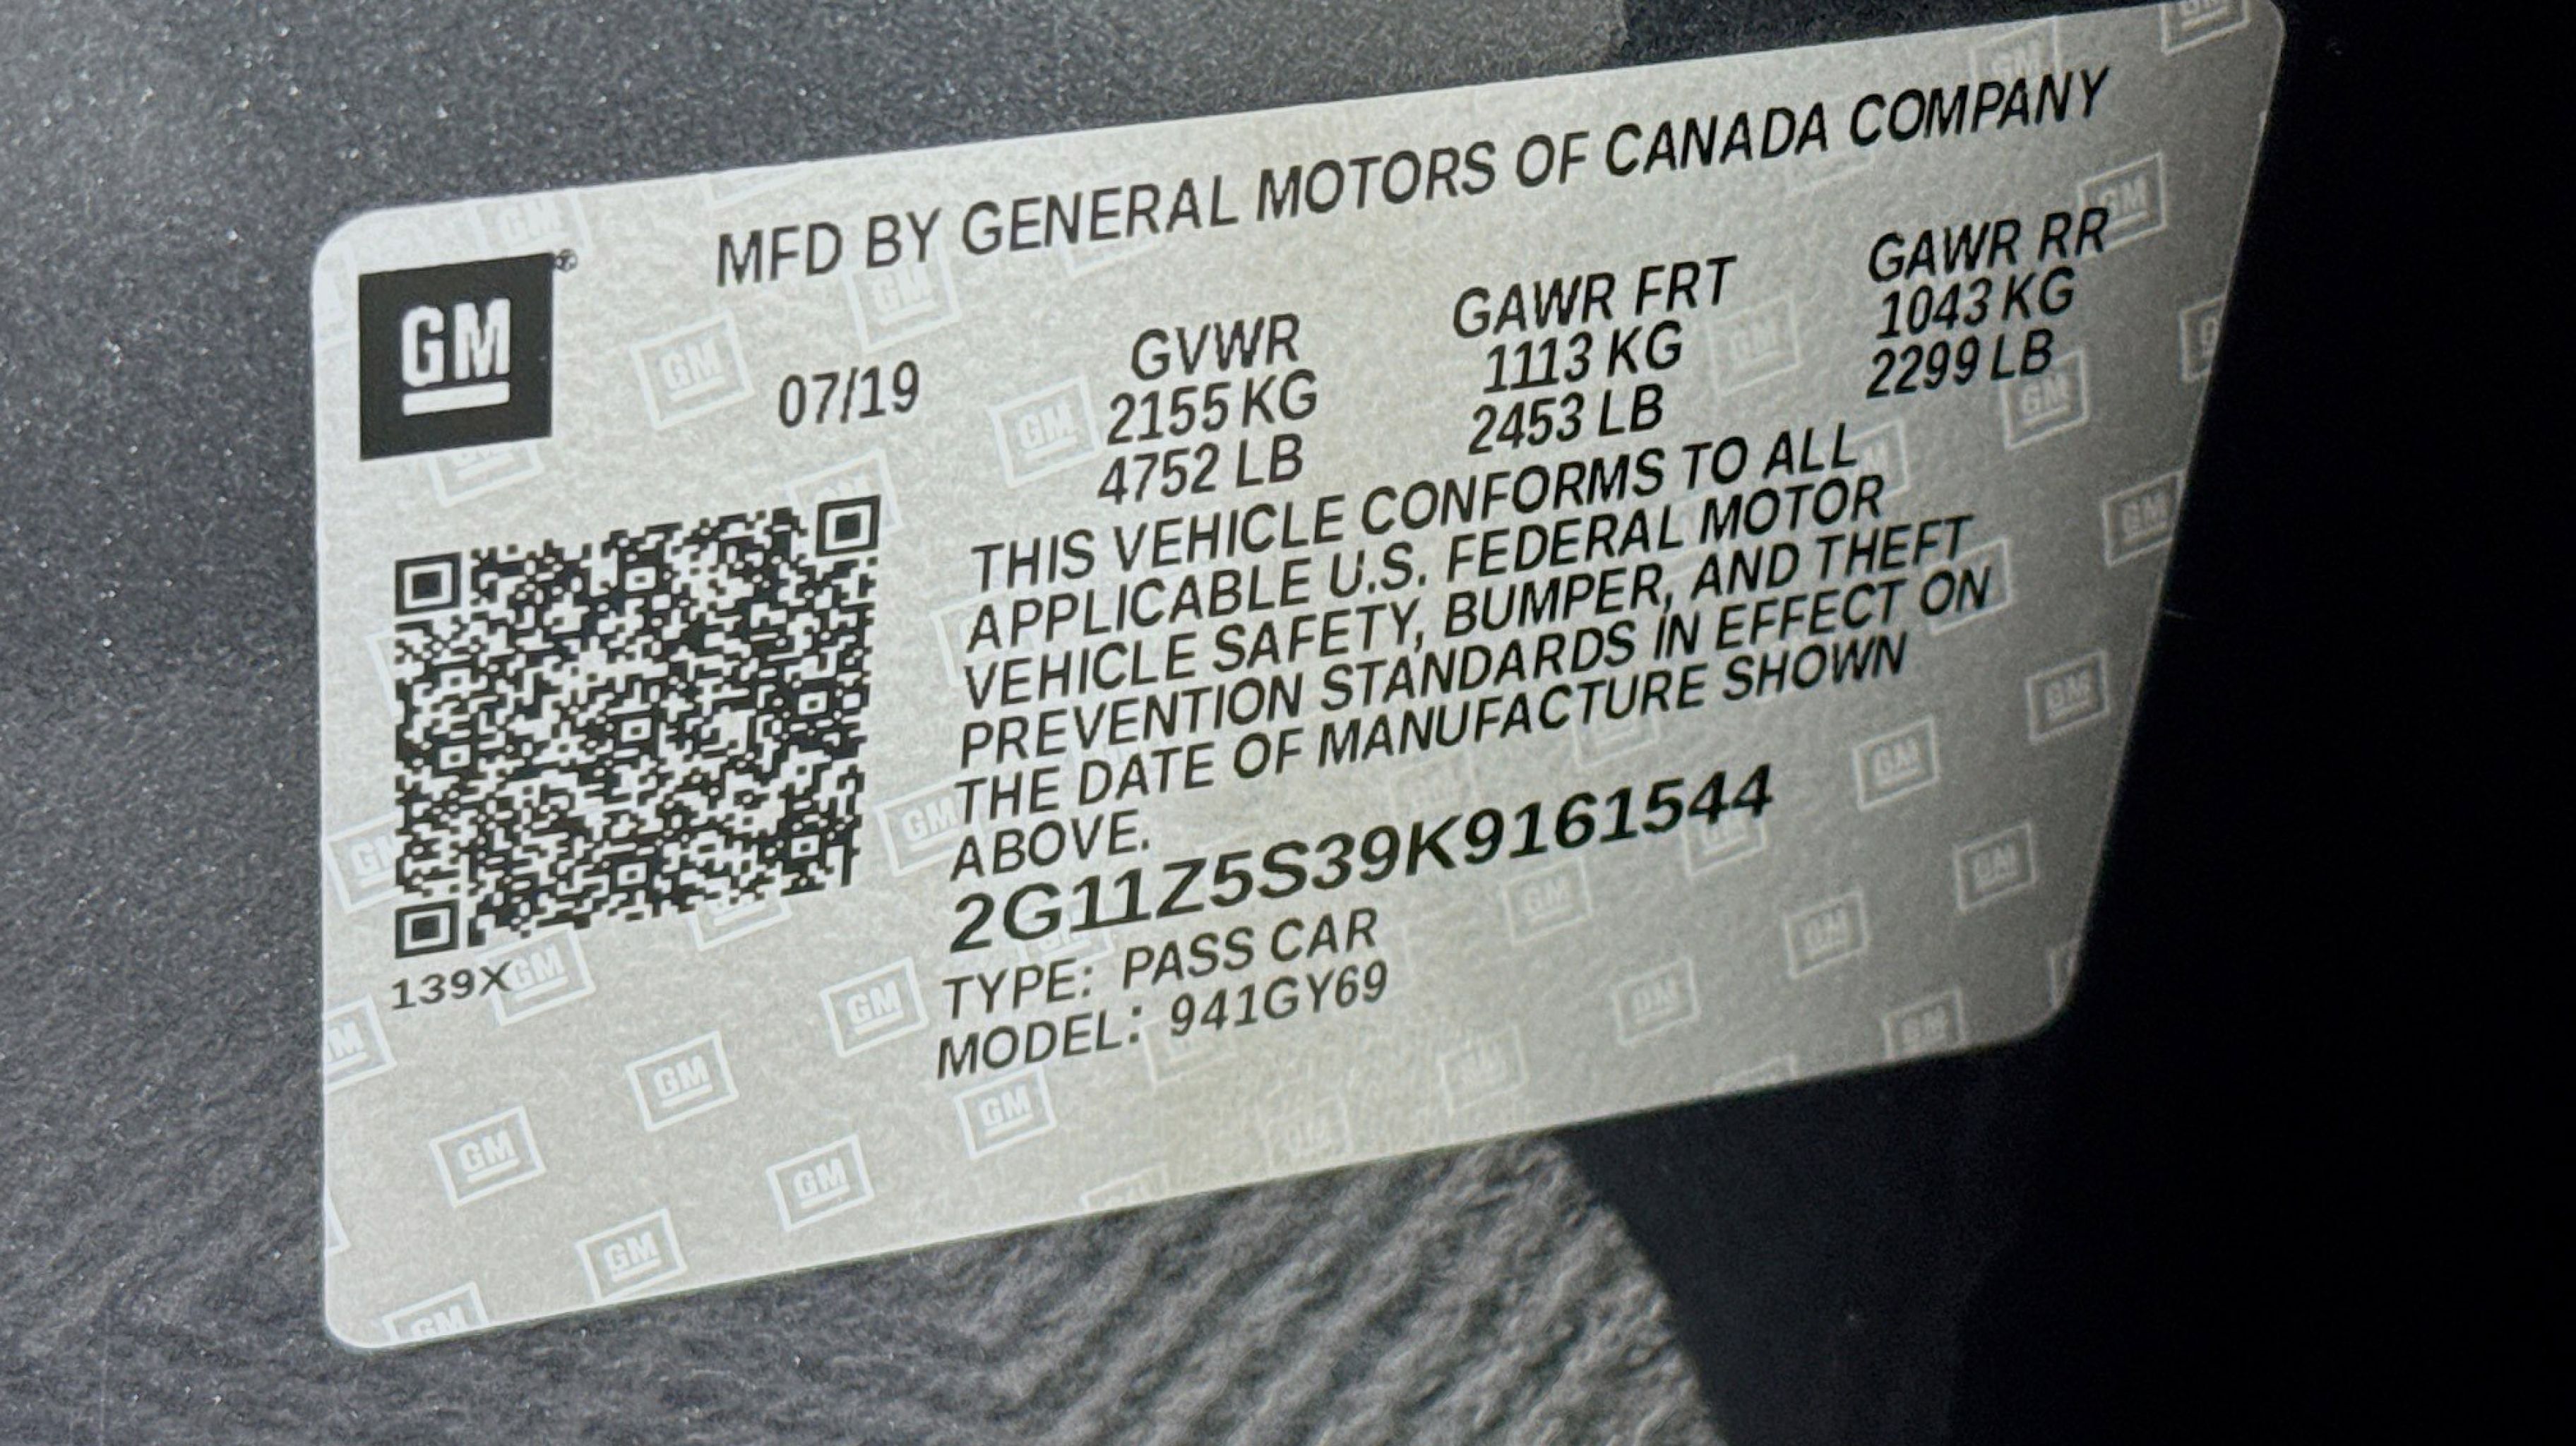 MFD BY GENERAL MOTORS OF CANADA COMPANY
GM®
07/19
GVWR GAWR FRT GAWR RR
2155 KG 1113 KG 1043 KG
4752 LB 2453 LB 2299 LB
THIS VEHICLE CONFORMS TO ALL
APPLICABLE U.S. FEDERAL MOTOR
VEHICLE SAFETY, BUMPER, AND THEFT
PREVENTION STANDARDS IN EFFECT ON
THE DATE OF MANUFACTURE SHOWN
ABOVE.
2G11Z5S39K9161544
139X
TYPE: PASS CAR
MODEL: 941GY69